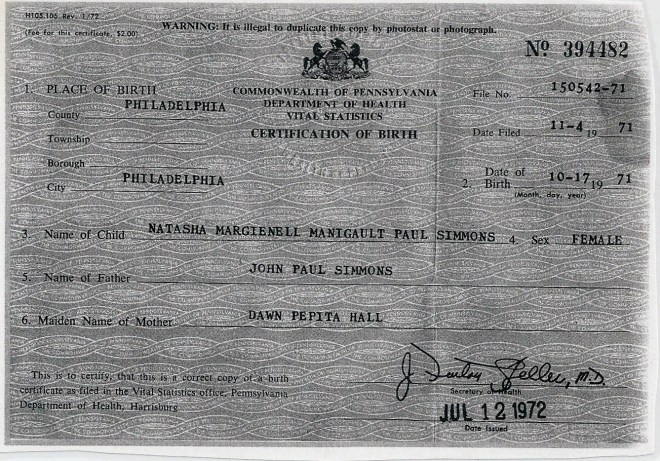 H105.105 Rev. 1/72
(Fee for this certificate, $2.00)
WARNING: It is illegal to duplicate this copy by photostat or photograph.
No 394482
COMMONWEALTH OF PENNSYLVANIA
DEPARTMENT OF HEALTH
VITAL STATISTICS
CERTIFICATION OF BIRTH
1. PLACE OF BIRTH
County PHILADELPHIA
Township
Borough
City PHILADELPHIA
File No. 150542-71
Date Filed 11-4 19 71
2. Date of Birth 10-17 19 71
(Month, day, year)
3. Name of Child NATASHA MARGIENELL MANIGAULT PAUL SIMMONS 4. Sex FEMALE
5. Name of Father JOHN PAUL SIMMONS
6. Maiden Name of Mother DAWN PEPITA HALL
This is to certify, that this is a correct copy of a birth
certificate as filed in the Vital Statistics office, Pennsylvania
Department of Health, Harrisburg
M.D.
Secretary of Health
JUL 12 1972
Date Issued